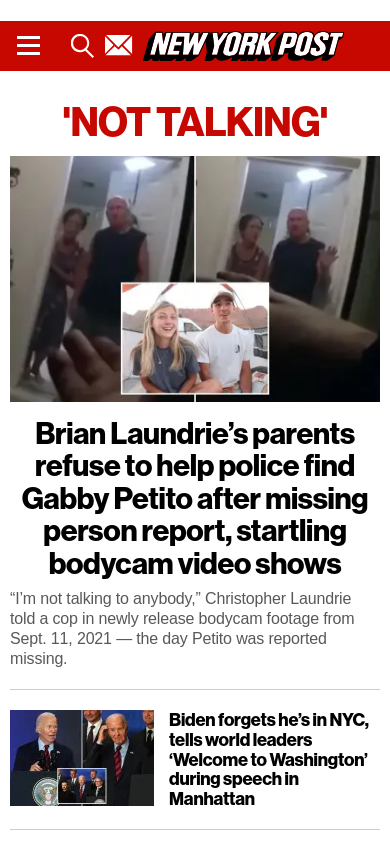 NEW YORK POST
'NOT TALKING'
Brian Laundrie’s parents
refuse to help police find
Gabby Petito after missing
person report, startling
bodycam video shows
“I’m not talking to anybody,” Christopher Laundrie
told a cop in newly release bodycam footage from
Sept. 11, 2021 — the day Petito was reported
missing.
Biden forgets he’s in NYC,
tells world leaders
‘Welcome to Washington’
during speech in
Manhattan